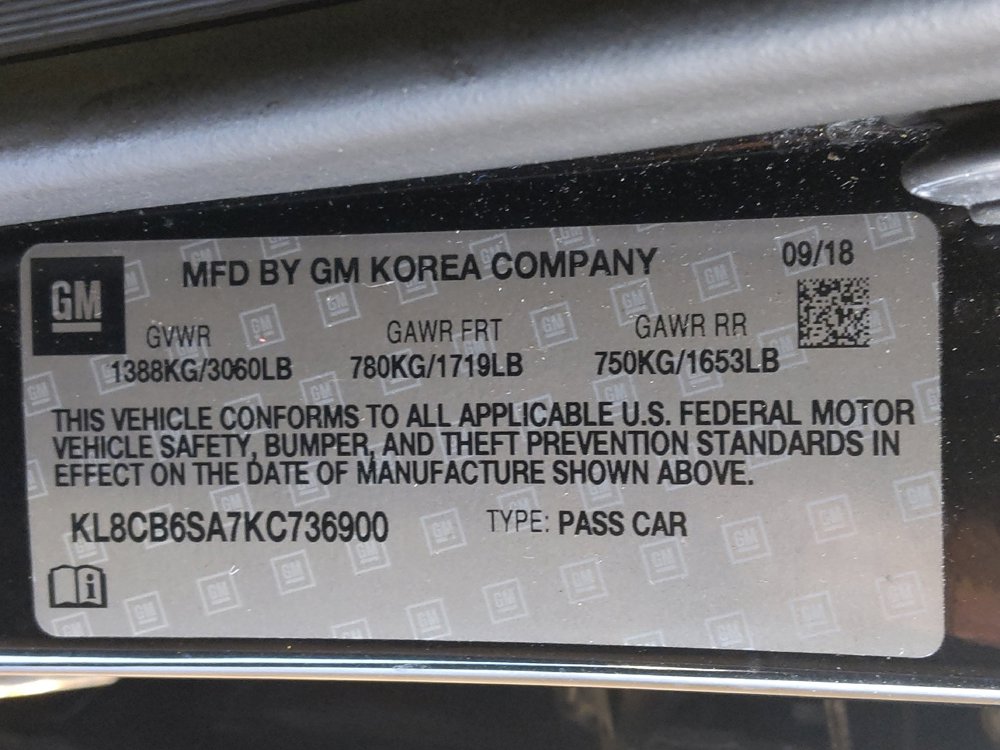 GM
MFD BY GM KOREA COMPANY
09/18
GVWR GAWR FRT GAWR RR
1388KG/3060LB 780KG/1719LB 750KG/1653LB
THIS VEHICLE CONFORMS TO ALL APPLICABLE U.S. FEDERAL MOTOR
VEHICLE SAFETY, BUMPER, AND THEFT PREVENTION STANDARDS IN
EFFECT ON THE DATE OF MANUFACTURE SHOWN ABOVE.
KL8CB6SA7KC736900 TYPE: PASS CAR